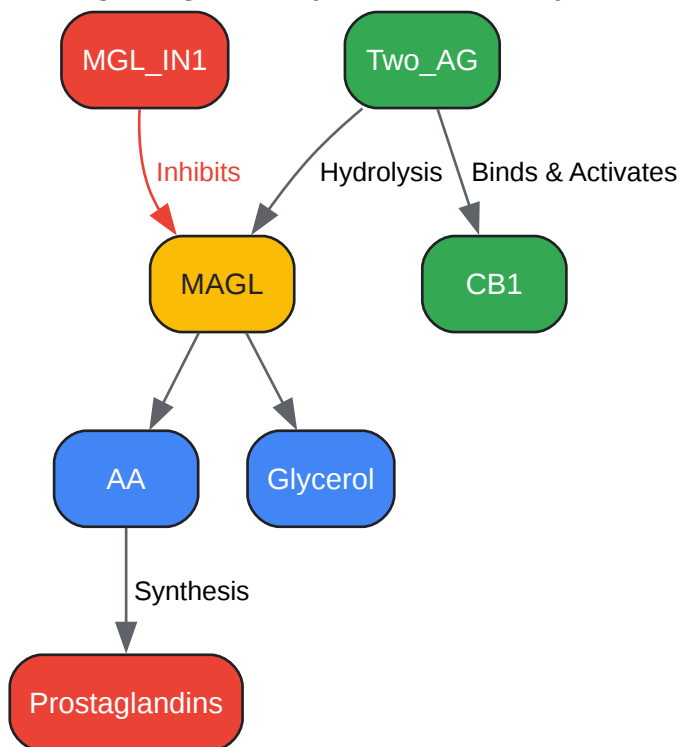 MGL_IN1
Two_AG
Inhibits
Hydrolysis
Binds & Activates
MAGL
CB1
AA
Glycerol
Synthesis
Prostaglandins